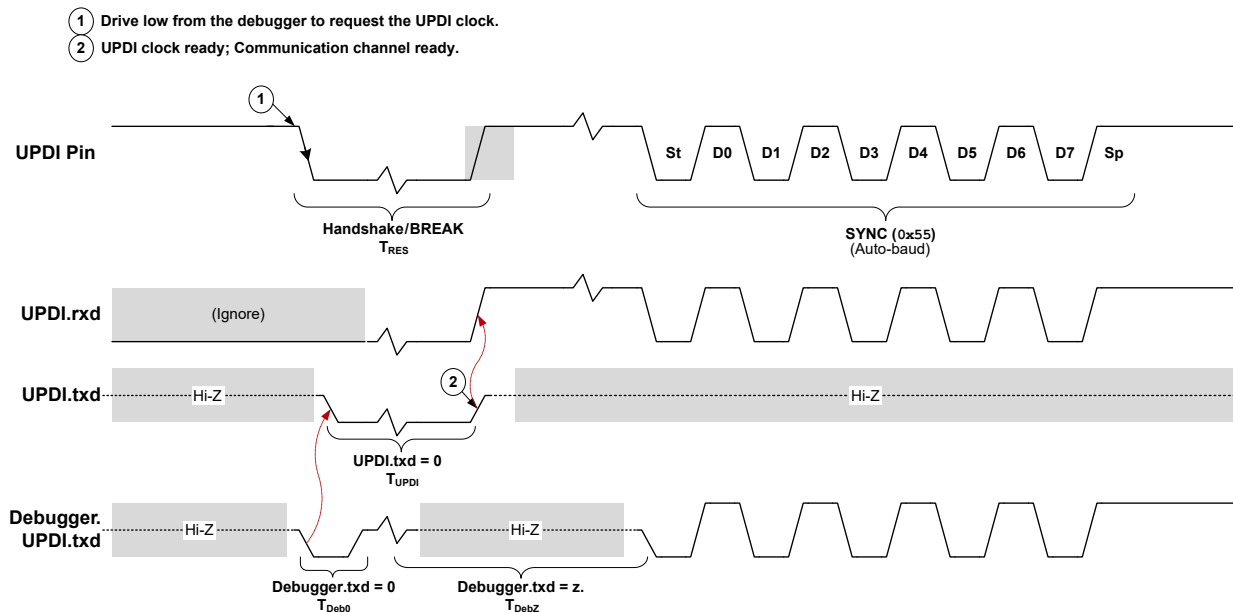 1 Drive low from the debugger to request the UPDI clock.
2 UPDI clock ready; Communication channel ready.
1
UPDI Pin
St D0 D1 D2 D3 D4 D5 D6 D7 Sp
Handshake/BREAK
TRES
SYNC (0x55)
(Auto-baud)
UPDI.rxd
(Ignore)
2
UPDI.txd
Hi-Z
Hi-Z
UPDI.txd = 0
TUPDI
Debugger.
UPDI.txd
Hi-Z
Hi-Z
Debugger.txd = 0
TDeb0
Debugger.txd = z.
TDebZ